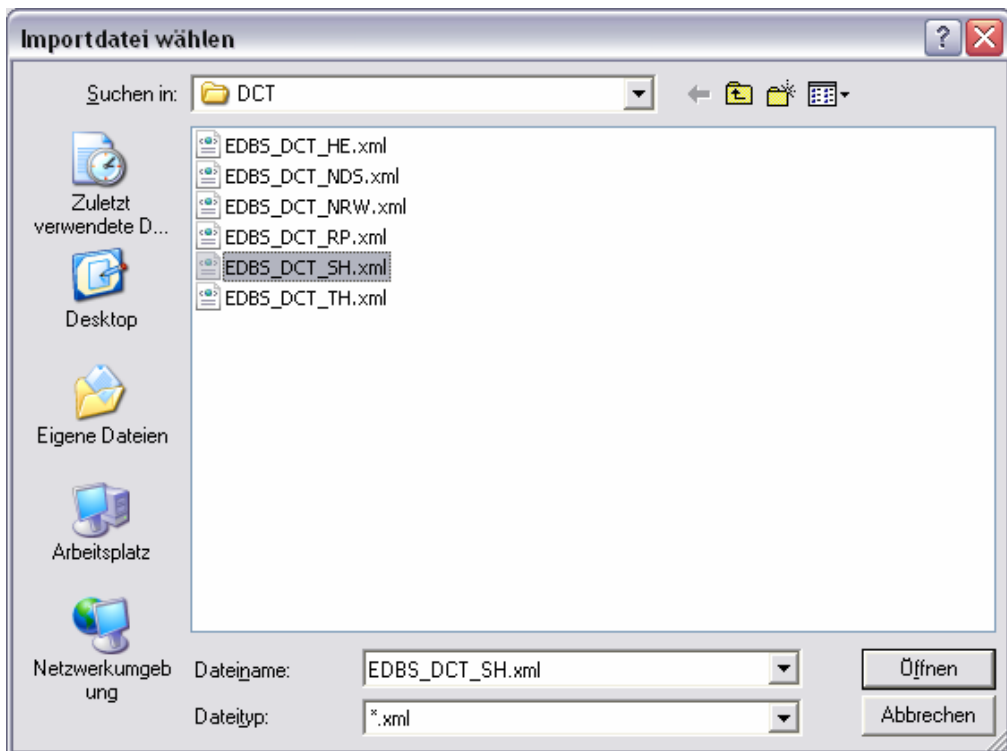 Importdatei wählen
Suchen in:
DCT
Zuletzt
verwendete D...
Desktop
Eigene Dateien
Arbeitsplatz
Netzwerkumgeb
ung
EDBS_DCT_HE.xml
EDBS_DCT_NDS.xml
EDBS_DCT_NRW.xml
EDBS_DCT_RP.xml
EDBS_DCT_SH.xml
EDBS_DCT_TH.xml
Dateiname:
EDBS_DCT_SH.xml
Öffnen
Dateityp:
*.xml
Abbrechen